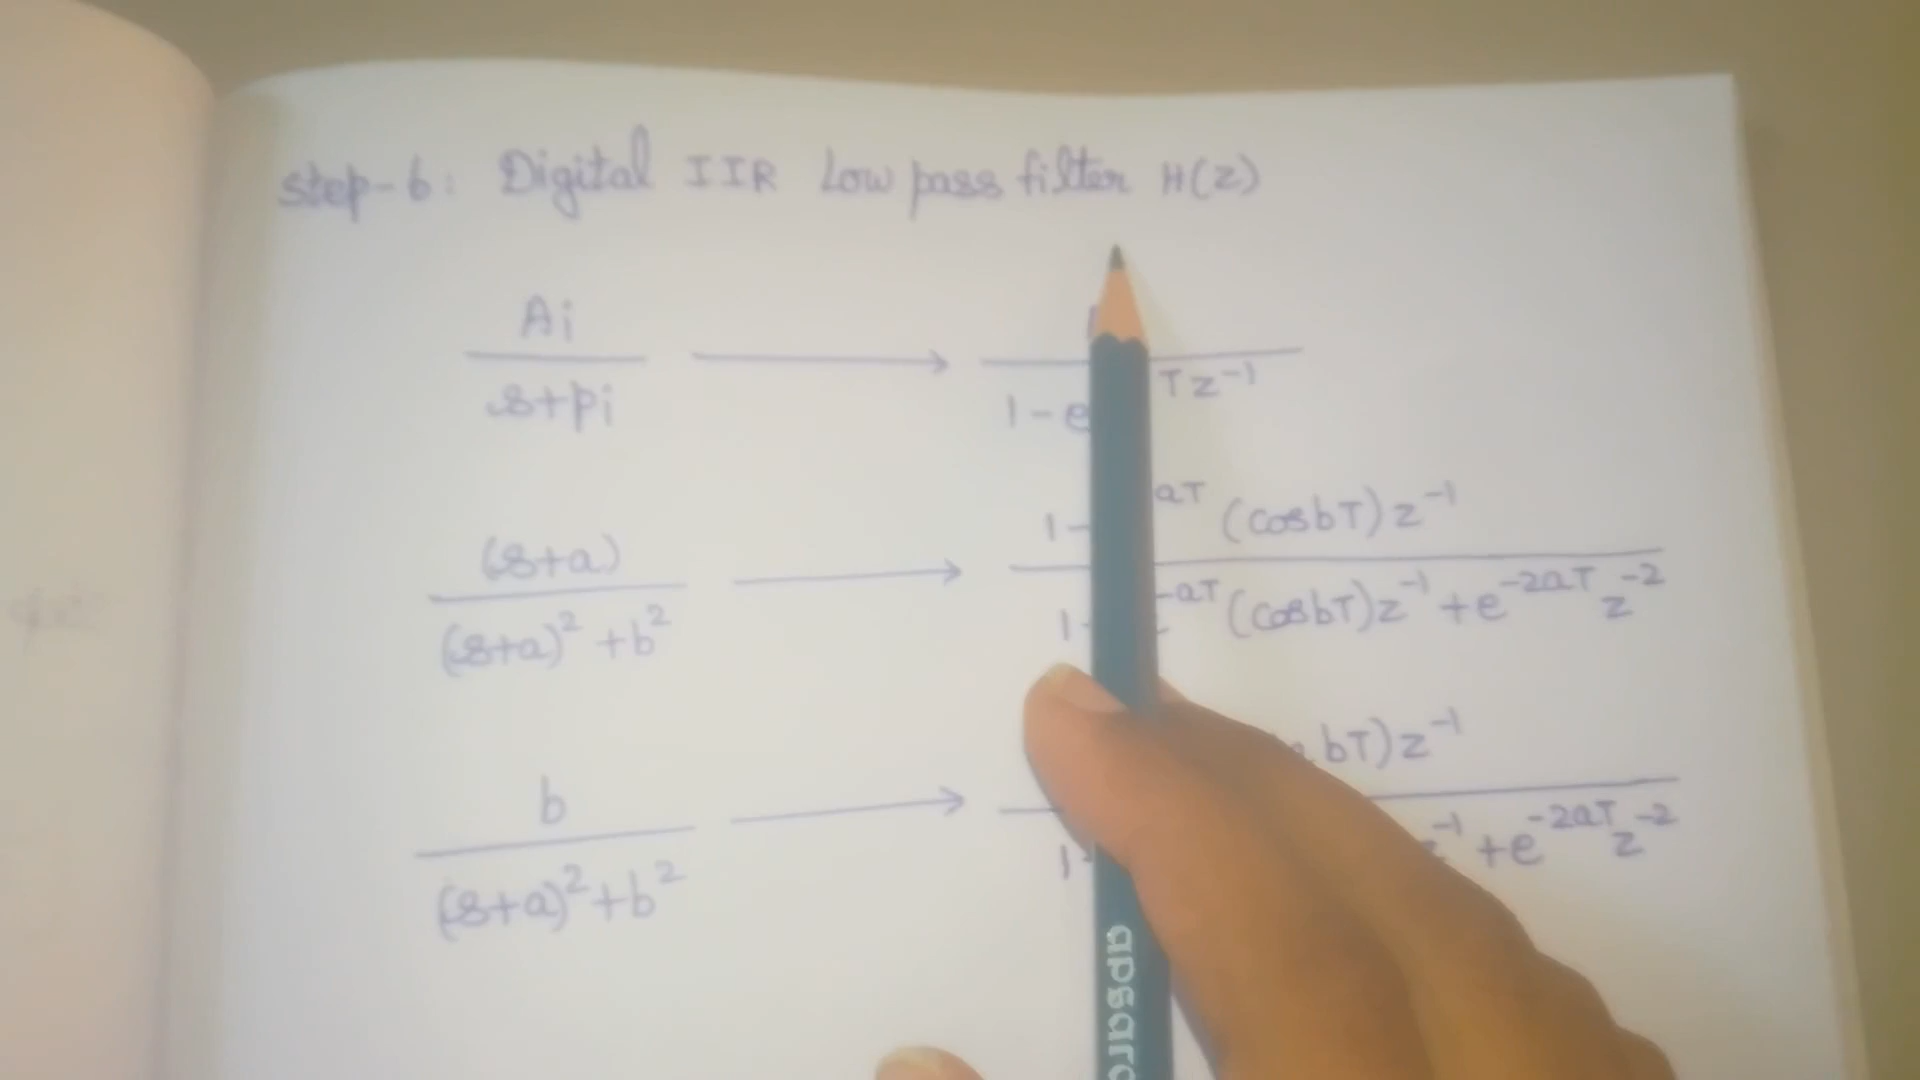 step-6: Digital IIR Low pass filter H(z)
Ai / s+pi → 1-e Tz⁻¹
(s+a) / (s+a)² + b² → 1- aT (cosbT)z⁻¹ / 1- -aT (cosbT)z⁻¹ + e⁻²ᵃᵀ z⁻²
b / (s+a)² + b² → bT)z⁻¹ / 1- z⁻¹ + e⁻²ᵃᵀ z⁻²
apsara